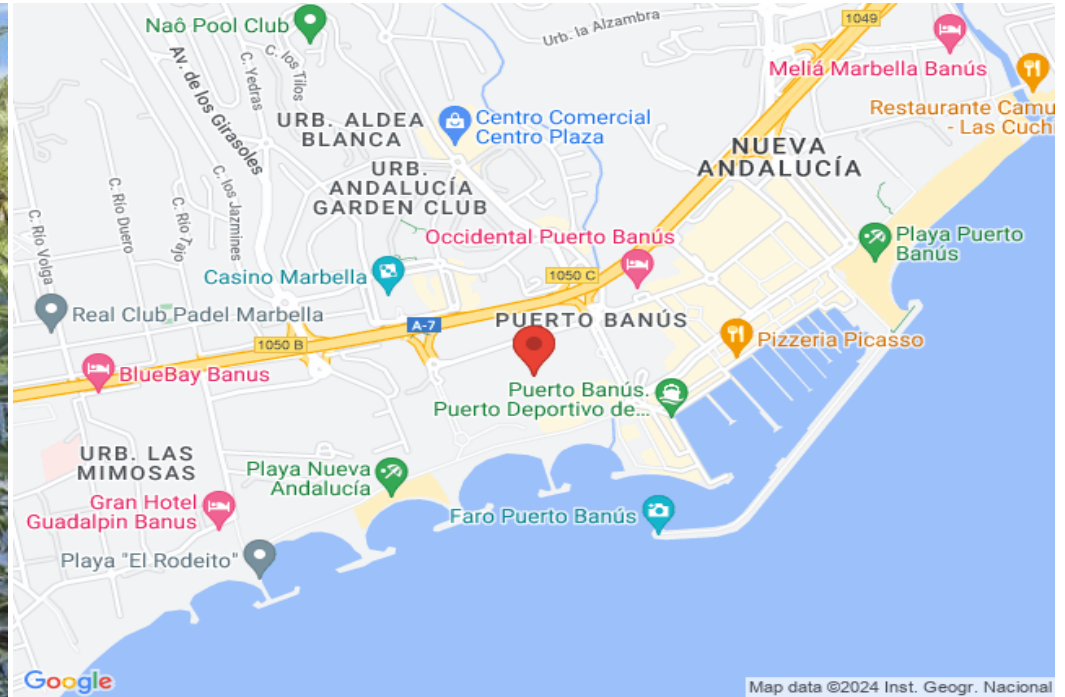 Naô Pool Club
Urb. la Alzambra
1049
Meliá Marbella Banús
Av. de los Girasoles
C. los Tilos
C. Yedras
URB. ALDEA
BLANCA
Centro Comercial
Centro Plaza
Restaurante Camu
- Las Cuch
NUEVA
ANDALUCÍA
URB.
ANDALUCÍA
GARDEN CLUB
C. Río Volga
C. Río Duero
C. Río Tajo
C. los Jazmines
Occidental Puerto Banús
Playa Puerto
Banús
Casino Marbella
1050 C
Real Club Padel Marbella
A-7
PUERTO BANÚS
1050 B
Pizzeria Picasso
BlueBay Banus
Puerto Banús.
Puerto Deportivo de...
URB. LAS
MIMOSAS
Playa Nueva
Andalucía
Gran Hotel
Guadalpin Banus
Faro Puerto Banús
Playa "El Rodeito"
Google
Map data ©2024 Inst. Geogr. Nacional